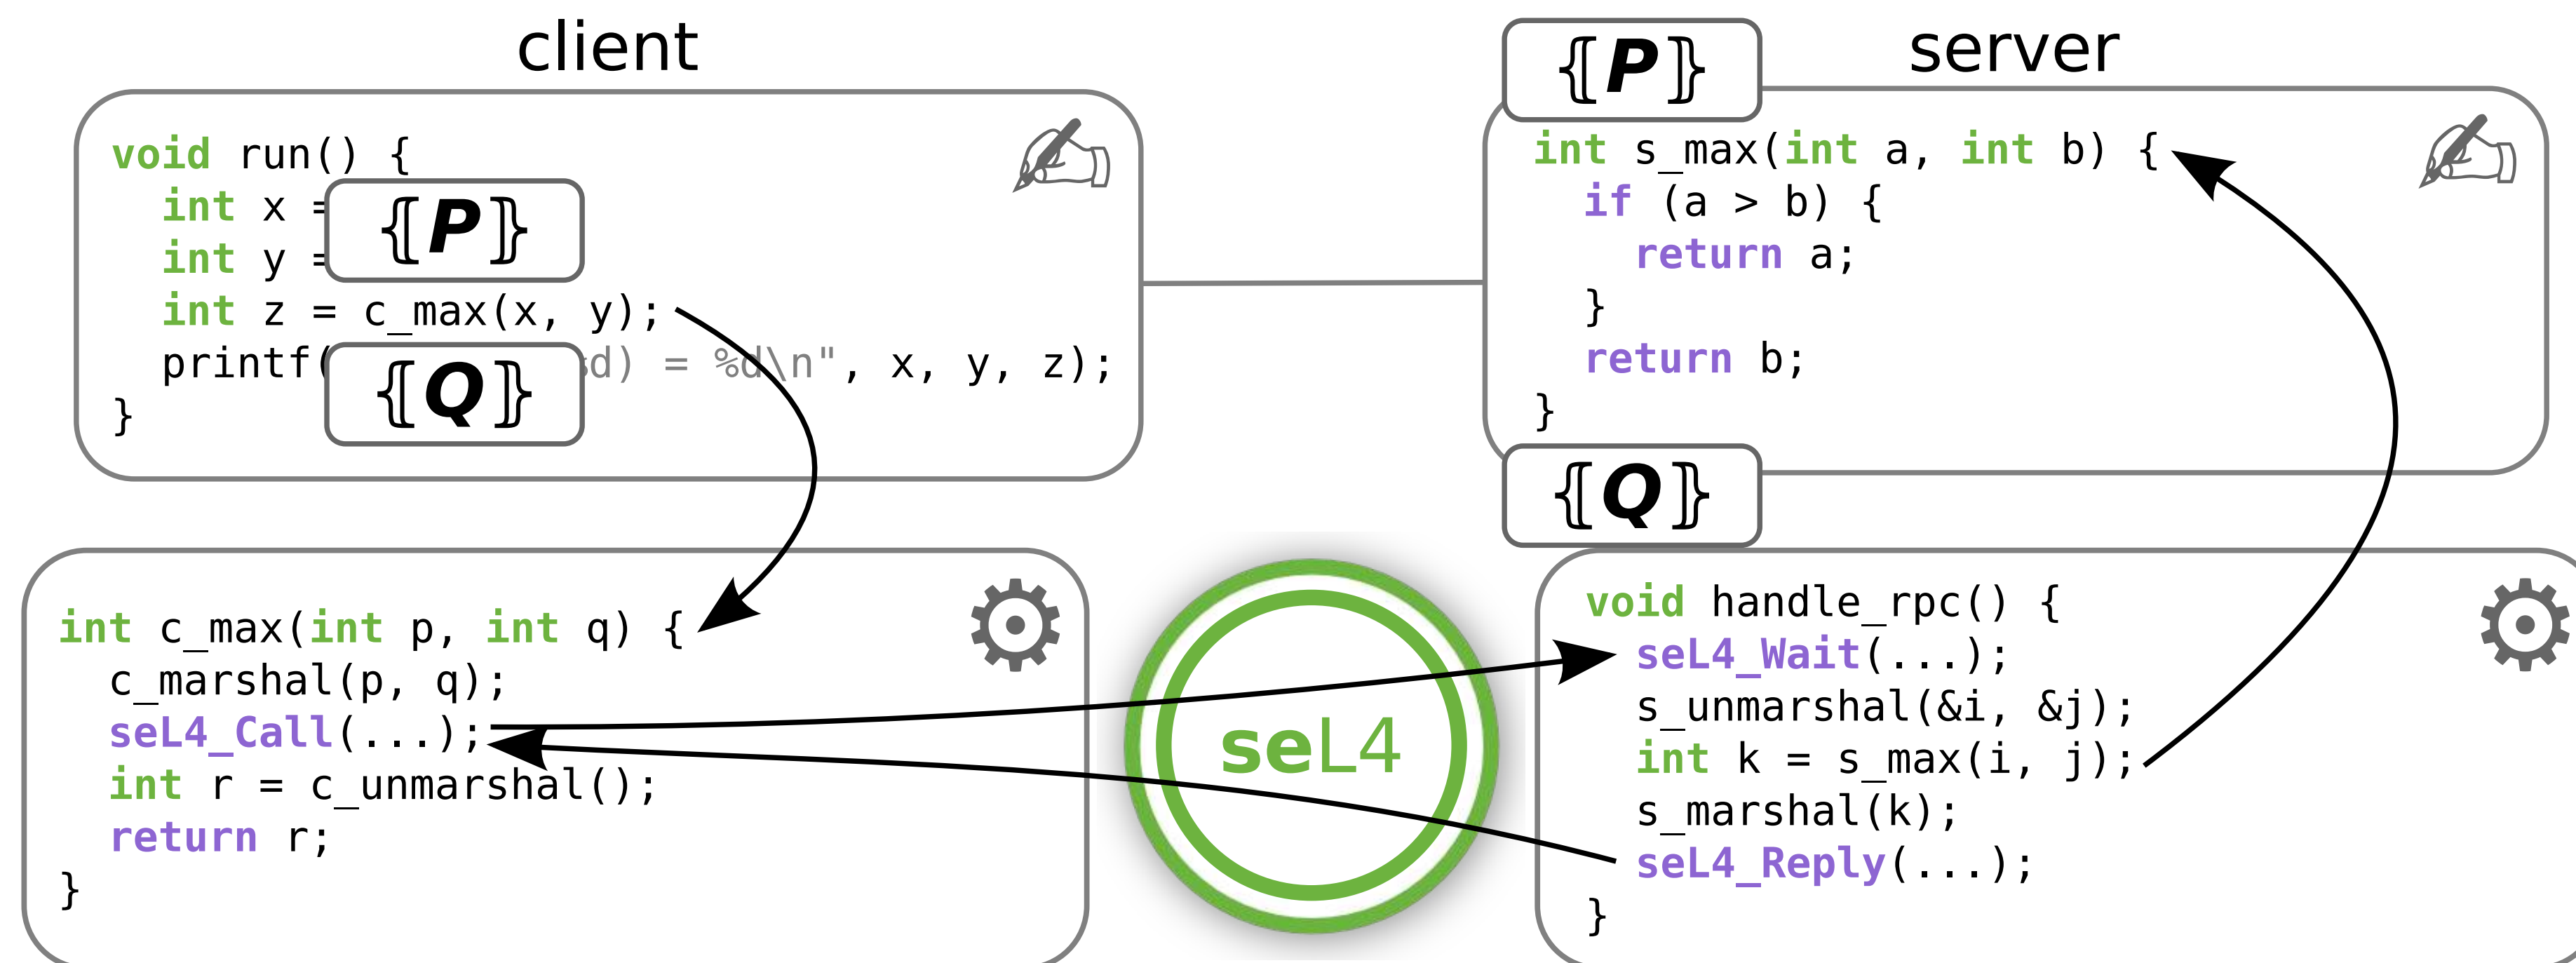 client
void run() {
{[P]}
int x =
int y =
int z = c_max(x, y);
printf( d) = %d\n", x, y, z);
{[Q]}
}
server
{[P]}
int s_max(int a, int b) {
if (a > b) {
return a;
}
return b;
}
{[Q]}
int c_max(int p, int q) {
c_marshal(p, q);
seL4_Call(...);
int r = c_unmarshal();
return r;
}
seL4
void handle_rpc() {
seL4_Wait(...);
s_unmarshal(&i, &j);
int k = s_max(i, j);
s_marshal(k);
seL4_Reply(...);
}